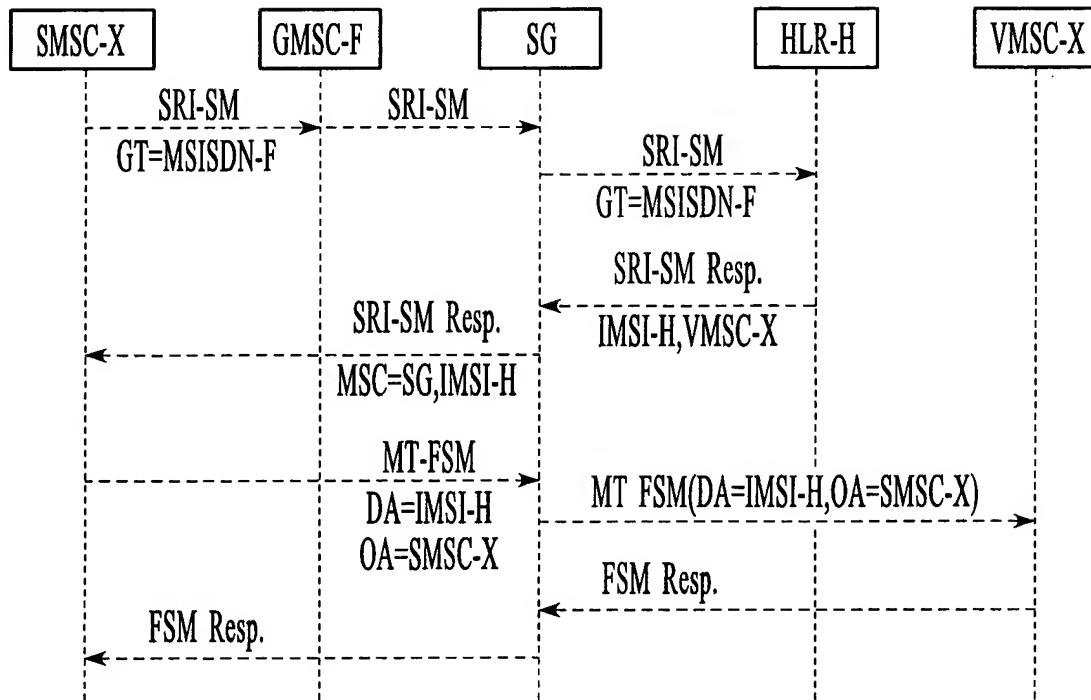 SMSC-X
GMSC-F
SG
HLR-H
VMSC-X
SRI-SM
SRI-SM
GT=MSISDN-F
SRI-SM
GT=MSISDN-F
SRI-SM Resp.
IMSI-H,VMSC-X
SRI-SM Resp.
MSC=SG,IMSI-H
MT-FSM
DA=IMSI-H
OA=SMSC-X
MT FSM(DA=IMSI-H,OA=SMSC-X)
FSM Resp.
FSM Resp.